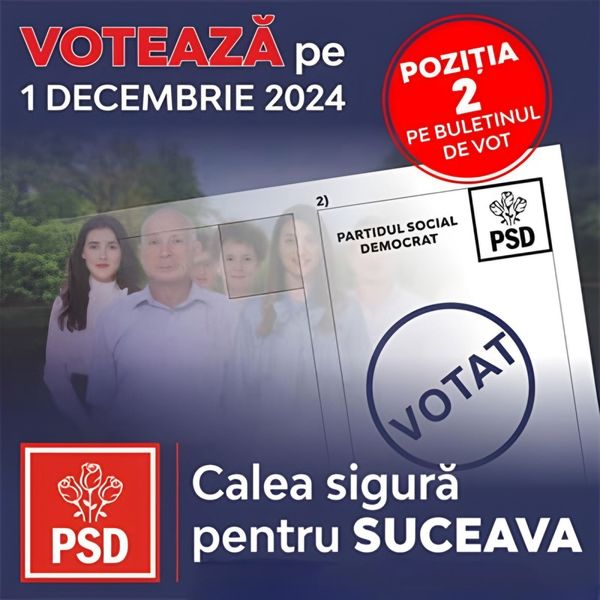 VOTEAZĂ pe
1 DECEMBRIE 2024
POZIȚIA
2
PE BULETINUL
DE VOT
2)
PARTIDUL SOCIAL
DEMOCRAT
PSD
VOTAT
PSD
Calea sigură
pentru SUCEAVA